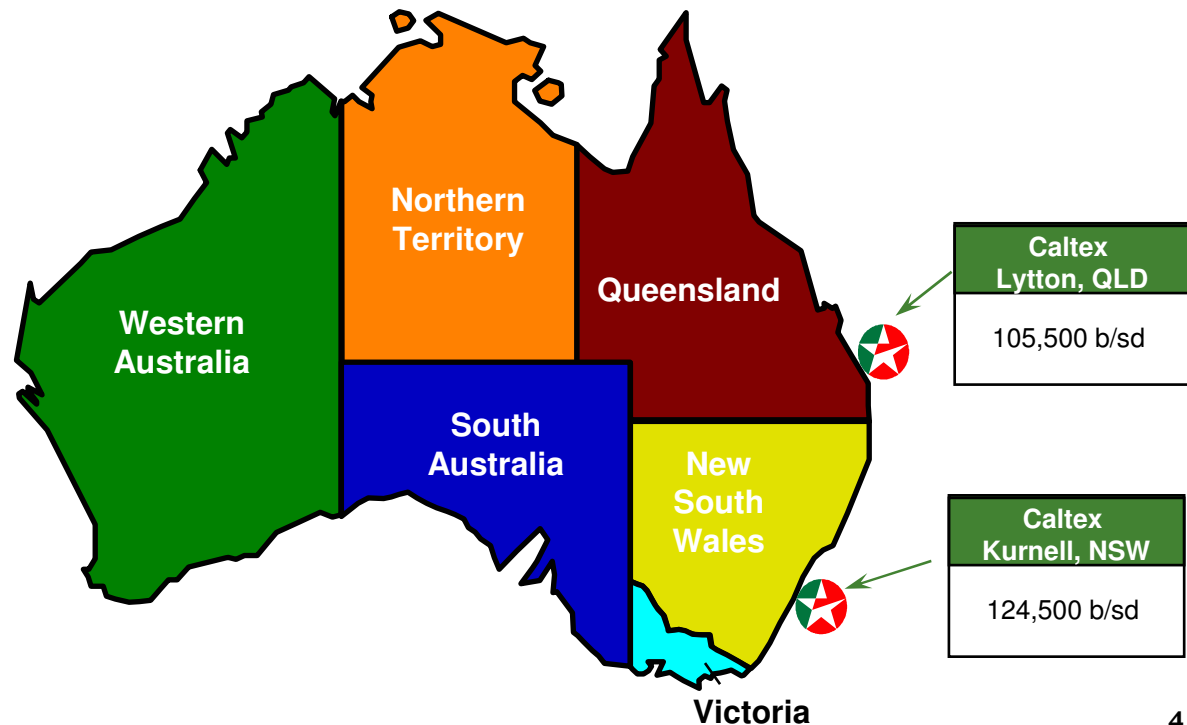 Northern
Territory
Queensland
Western
Australia
South
Australia
New
South
Wales
Victoria
Caltex
Lytton, QLD
105,500 b/sd
Caltex
Kurnell, NSW
124,500 b/sd
4